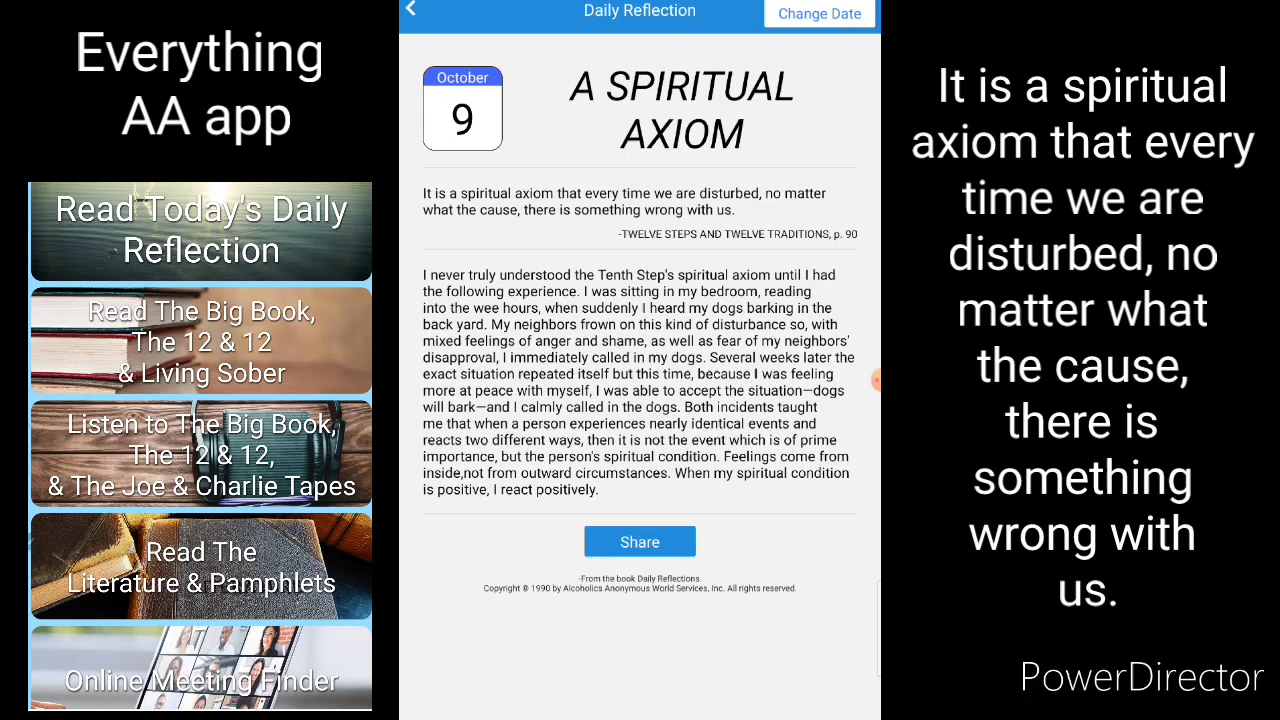 Everything
AA app
Read Today's Daily
Reflection
Read The Big Book,
The 12 & 12
& Living Sober
Listen to The Big Book,
The 12 & 12,
& The Joe & Charlie Tapes
Read The
Literature & Pamphlets
Online Meeting Finder
Daily Reflection
Change Date
October
9
A SPIRITUAL
AXIOM
It is a spiritual axiom that every time we are disturbed, no matter
what the cause, there is something wrong with us.
-TWELVE STEPS AND TWELVE TRADITIONS, p. 90
I never truly understood the Tenth Step's spiritual axiom until I had
the following experience. I was sitting in my bedroom, reading
into the wee hours, when suddenly I heard my dogs barking in the
back yard. My neighbors frown on this kind of disturbance so, with
mixed feelings of anger and shame, as well as fear of my neighbors'
disapproval, I immediately called in my dogs. Several weeks later the
exact situation repeated itself but this time, because I was feeling
more at peace with myself, I was able to accept the situation—dogs
will bark—and I calmly called in the dogs. Both incidents taught
me that when a person experiences nearly identical events and
reacts two different ways, then it is not the event which is of prime
importance, but the person's spiritual condition. Feelings come from
inside,not from outward circumstances. When my spiritual condition
is positive, I react positively.
Share
-From the book Daily Reflections.
Copyright © 1990 by Alcoholics Anonymous World Services, Inc. All rights reserved.
It is a spiritual
axiom that every
time we are
disturbed, no
matter what
the cause,
there is
something
wrong with
us.
PowerDirector